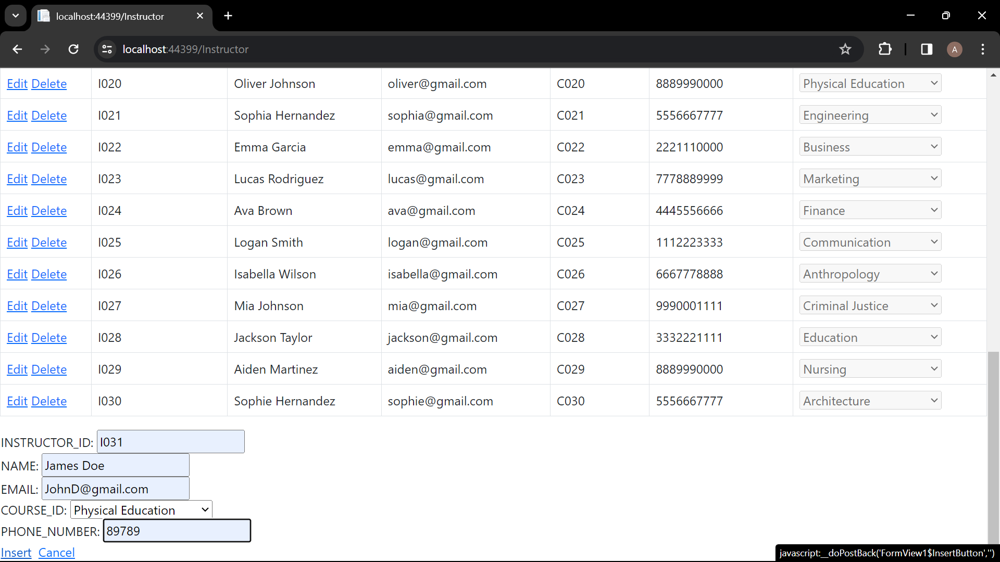 localhost:44399/Instructor
localhost:44399/Instructor
A
Edit Delete I020 Oliver Johnson oliver@gmail.com C020 8889990000 Physical Education
Edit Delete I021 Sophia Hernandez sophia@gmail.com C021 5556667777 Engineering
Edit Delete I022 Emma Garcia emma@gmail.com C022 2221110000 Business
Edit Delete I023 Lucas Rodriguez lucas@gmail.com C023 7778889999 Marketing
Edit Delete I024 Ava Brown ava@gmail.com C024 4445556666 Finance
Edit Delete I025 Logan Smith logan@gmail.com C025 1112223333 Communication
Edit Delete I026 Isabella Wilson isabella@gmail.com C026 6667778888 Anthropology
Edit Delete I027 Mia Johnson mia@gmail.com C027 9990001111 Criminal Justice
Edit Delete I028 Jackson Taylor jackson@gmail.com C028 3332221111 Education
Edit Delete I029 Aiden Martinez aiden@gmail.com C029 8889990000 Nursing
Edit Delete I030 Sophie Hernandez sophie@gmail.com C030 5556667777 Architecture
INSTRUCTOR_ID: I031
NAME: James Doe
EMAIL: JohnD@gmail.com
COURSE_ID: Physical Education
PHONE_NUMBER: 89789
Insert Cancel
javascript:__doPostBack('FormView1$InsertButton','')